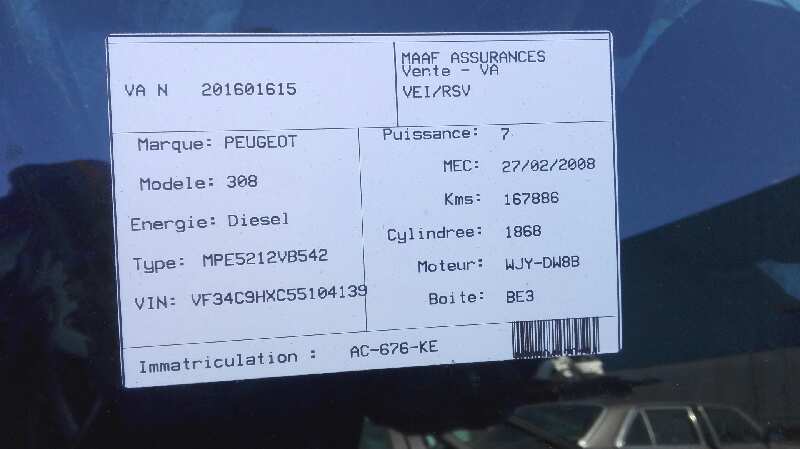 VA N 201601615
MAAF ASSURANCES
Vente - VA
VEI/RSV
Marque: PEUGEOT
Modele: 308
Energie: Diesel
Type: MPE5212VB542
VIN: VF34C9HXC55104139
Puissance: 7
MEC: 27/02/2008
Kms: 167886
Cylindree: 1868
Moteur: WJY-DW8B
Boite: BE3
Immatriculation : AC-676-KE